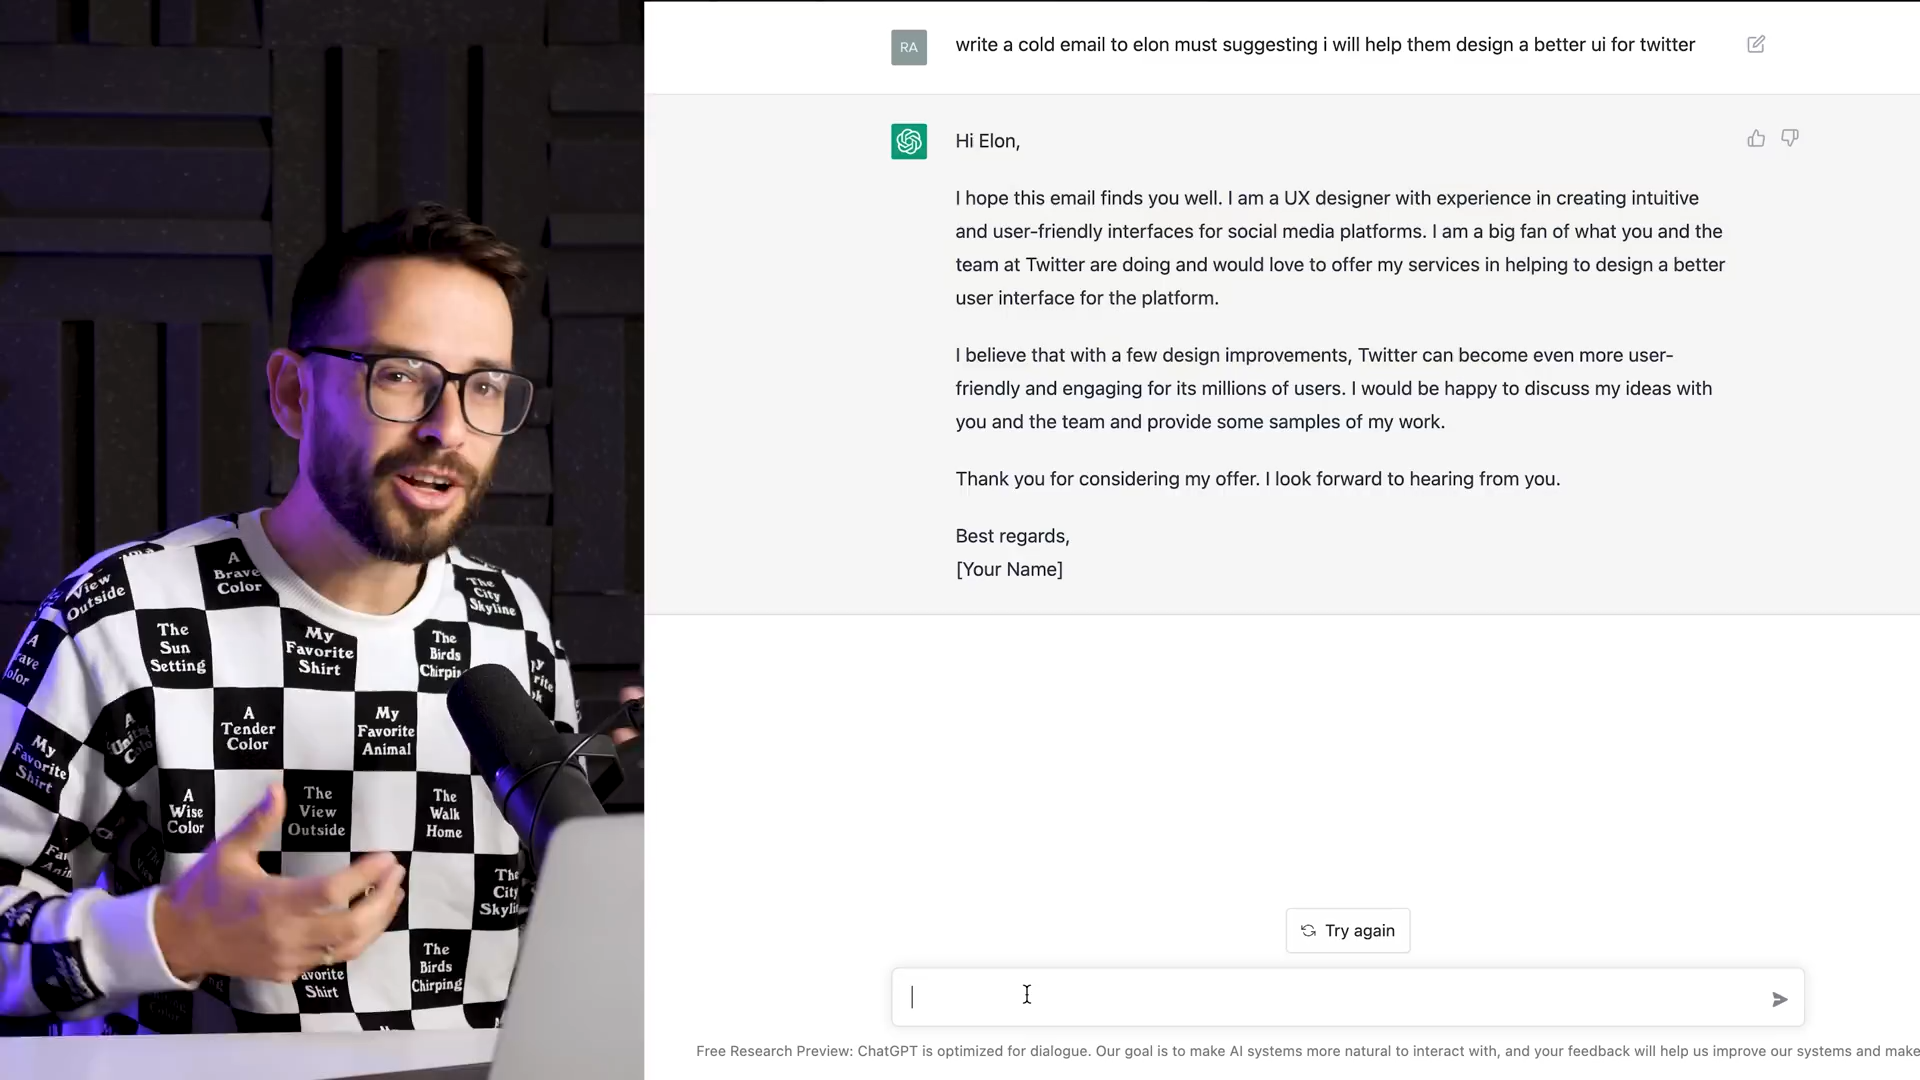 RA
write a cold email to elon must suggesting i will help them design a better ui for twitter
Hi Elon,
I hope this email finds you well. I am a UX designer with experience in creating intuitive
and user-friendly interfaces for social media platforms. I am a big fan of what you and the
team at Twitter are doing and would love to offer my services in helping to design a better
user interface for the platform.
I believe that with a few design improvements, Twitter can become even more user-
friendly and engaging for its millions of users. I would be happy to discuss my ideas with
you and the team and provide some samples of my work.
Thank you for considering my offer. I look forward to hearing from you.
Best regards,
[Your Name]
Try again
Free Research Preview: ChatGPT is optimized for dialogue. Our goal is to make AI systems more natural to interact with, and your feedback will help us improve our systems and make
View
Outside
A
Brave
Color
The
City
Skyline
The
Sun
Setting
My
Favorite
Shirt
The
Birds
Chirpin
A
Tender
Color
My
Favorite
Animal
My
Favorite
Shirt
A
Wise
Color
The
View
Outside
The
Walk
Home
The
City
Skyli
The
Birds
Chirping
avorite
Shirt